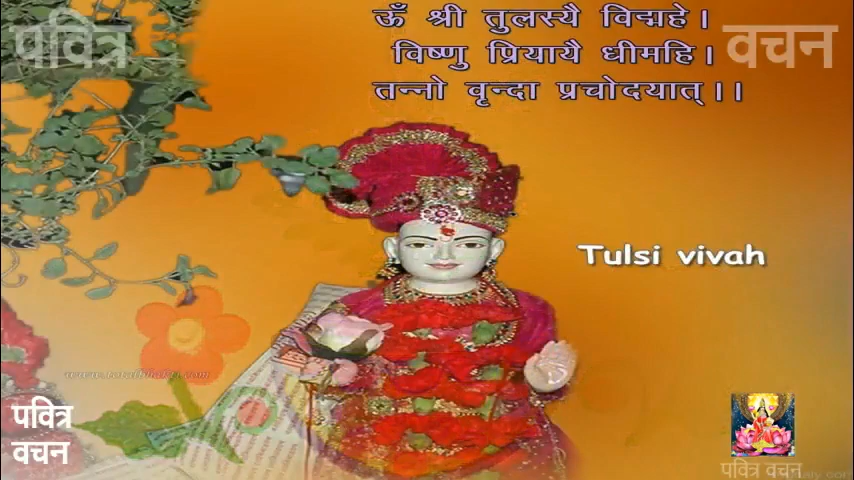 ऊँ श्री तुलस्यै विद्महे।
विष्णु प्रियायै धीमहि।
तन्नो वृन्दा प्रचोदयात्।।
पवित्र
वचन
Tulsi vivah
पवित्र
वचन
पवित्र वचन